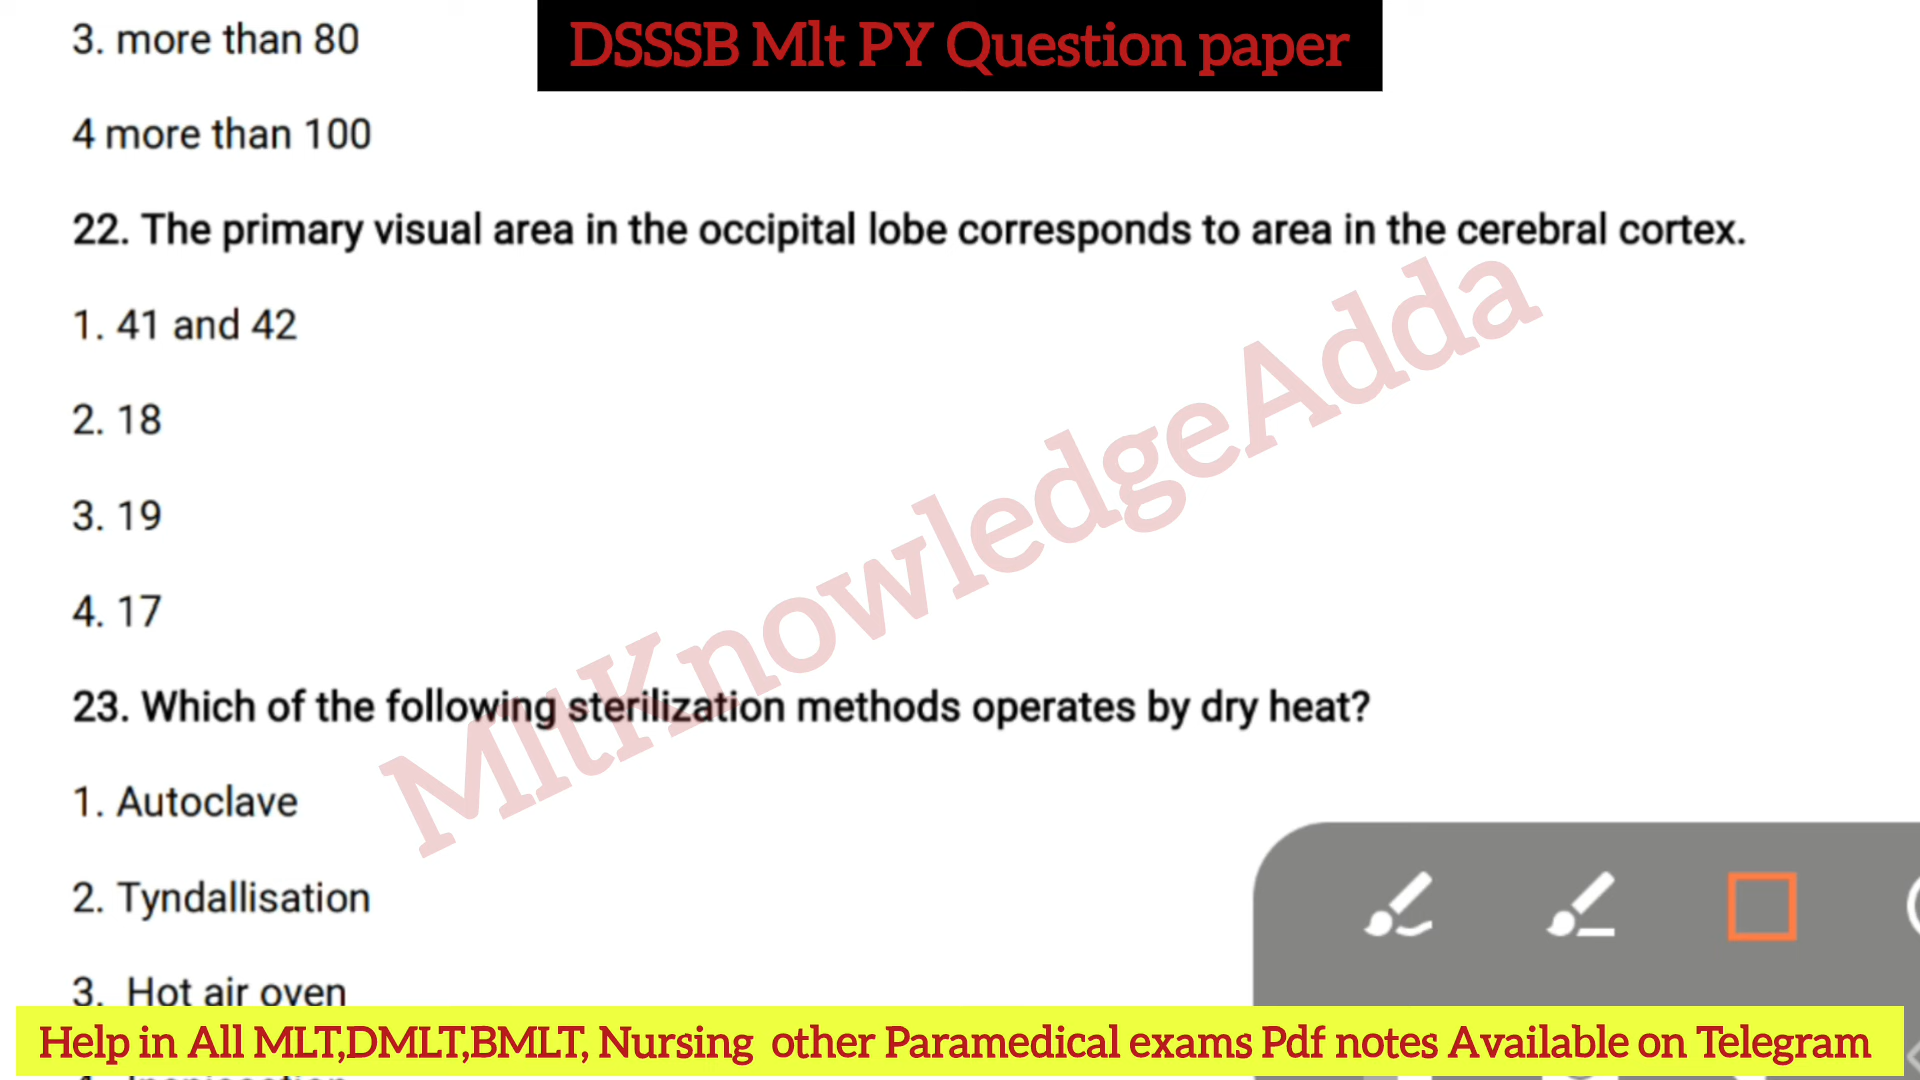 DSSSB Mlt PY Question paper
3. more than 80
4 more than 100
22. The primary visual area in the occipital lobe corresponds to area in the cerebral cortex.
1. 41 and 42
2. 18
3. 19
4. 17
23. Which of the following sterilization methods operates by dry heat?
1. Autoclave
2. Tyndallisation
3. Hot air oven
Help in All MLT,DMLT,BMLT, Nursing other Paramedical exams Pdf notes Available on Telegram
MltKnowledgeAdda